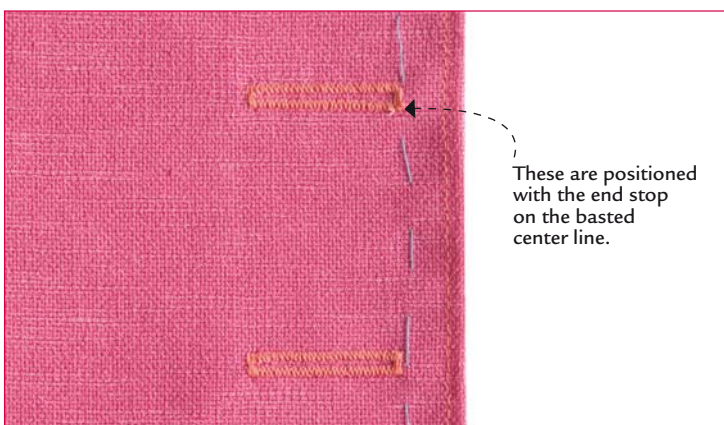 These are positioned
with the end stop
on the basted
center line.